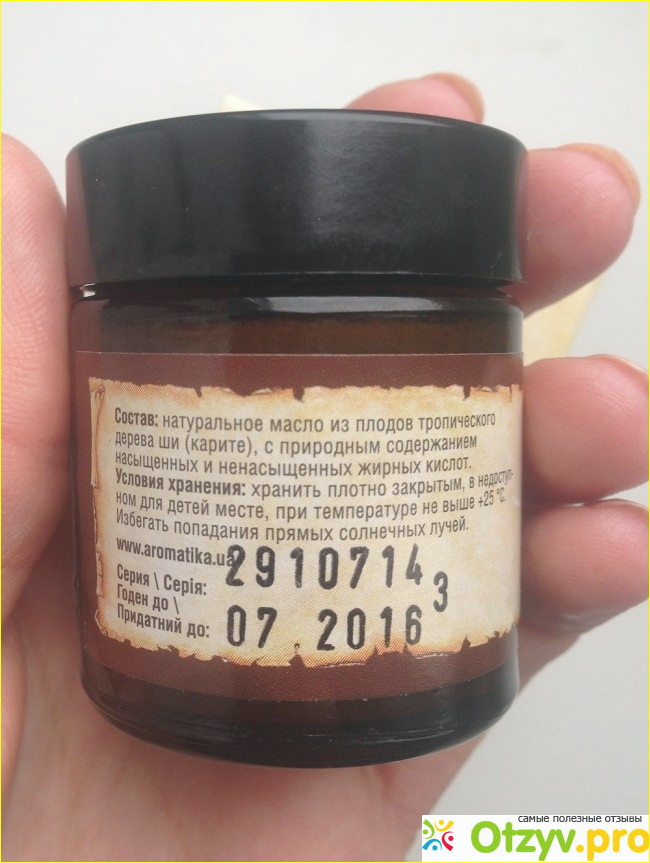 Состав: натуральное масло из плодов тропического
дерева ши (карите), с природным содержанием
насыщенных и ненасыщенных жирных кислот.
Условия хранения: хранить плотно закрытым, в недоступ-
ном для детей месте, при температуре не выше +25 °C.
Избегать попадания прямых солнечных лучей.
www.aromatika.ua
Серия \ Серія: 29107143
Годен до \
Придатний до: 07.2016
самые полезные отзывы
Otzyv.pro